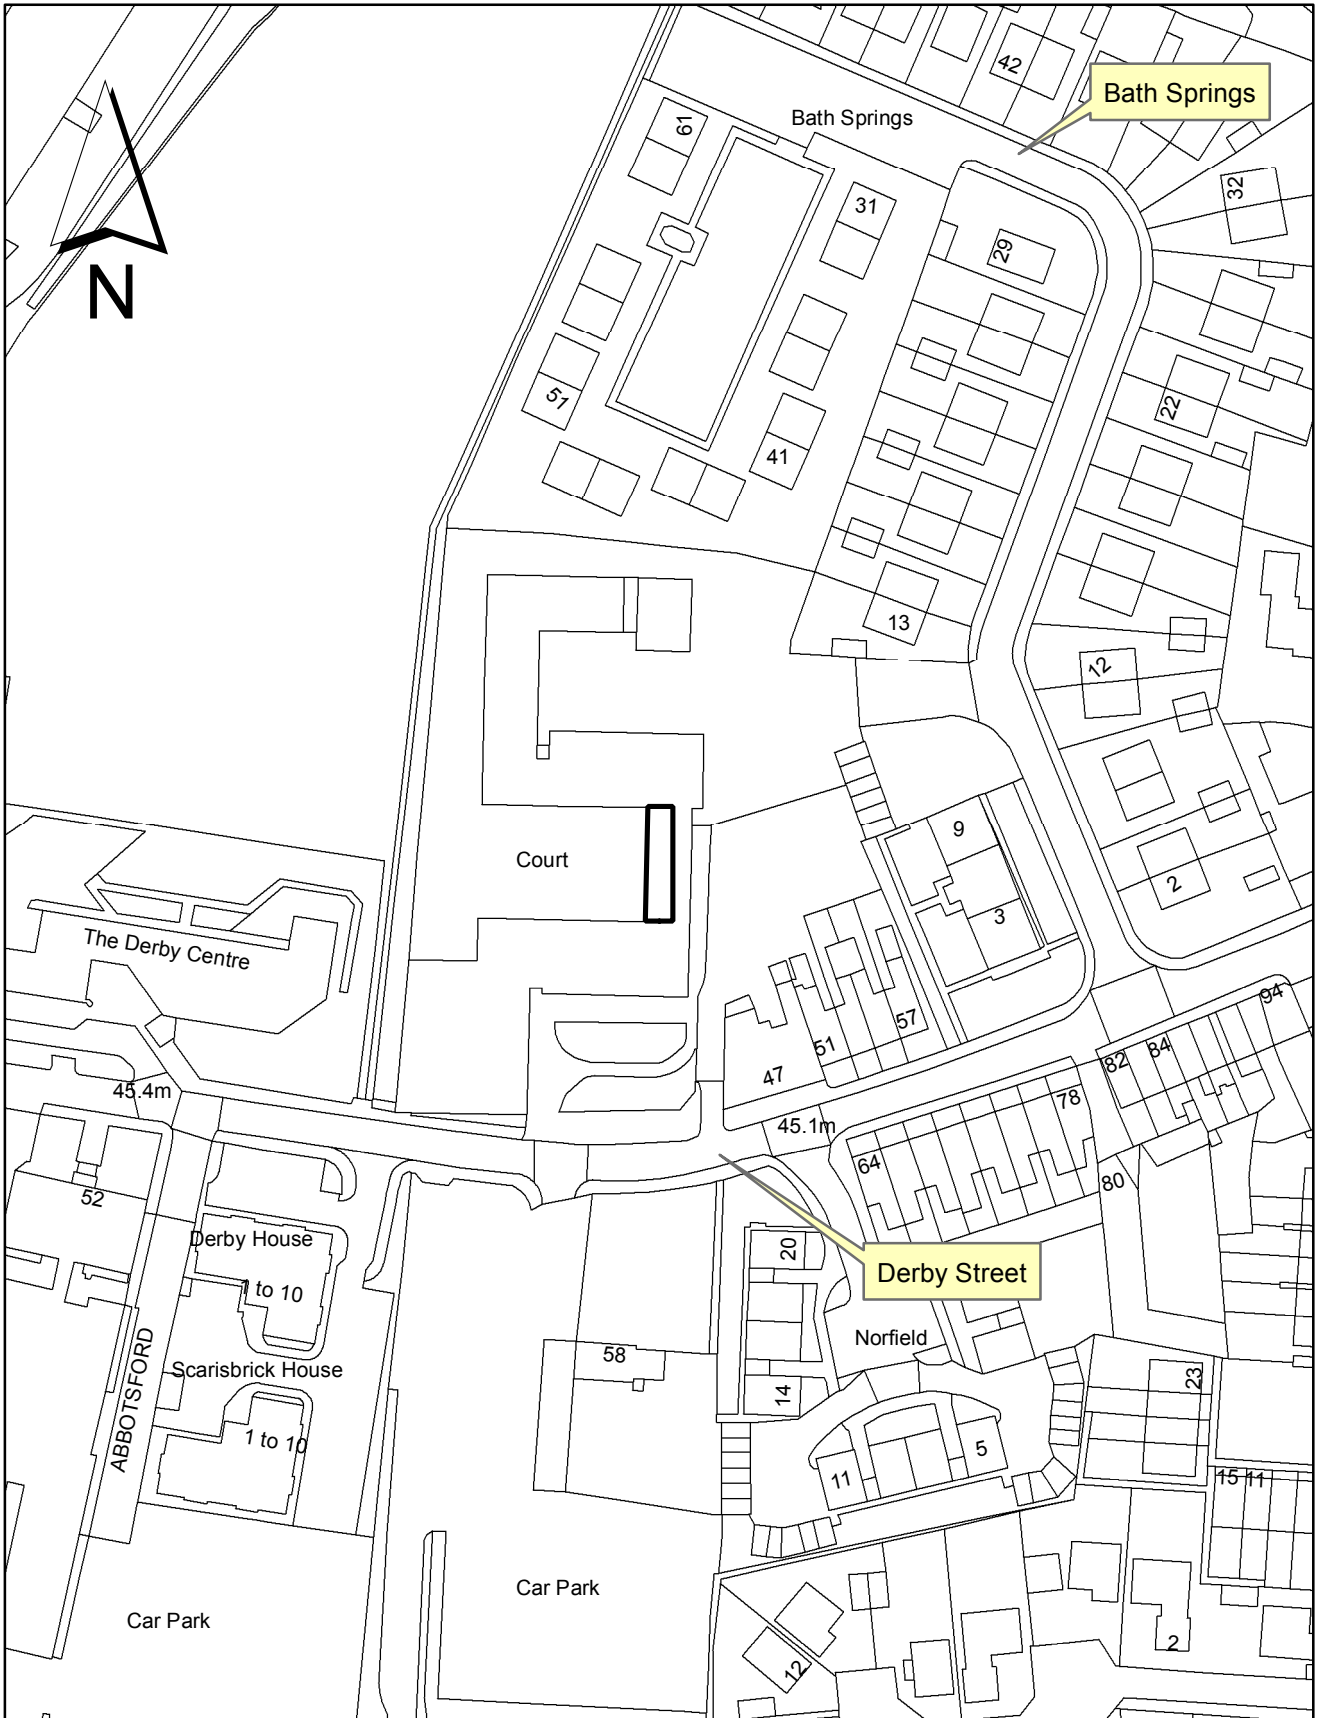 42
Bath Springs
Bath Springs
61
32
31
29
N
51
22
41
13
12
9
Court
2
3
The Derby Centre
94
57
51
82
84
47
45.4m
78
45.1m
64
80
52
Derby House
20
1 to 10
Derby Street
Norfield
58
Scarisbrick House
23
ABBOTSFORD
14
1 to 10
5
11
15
11
Car Park
Car Park
2
12